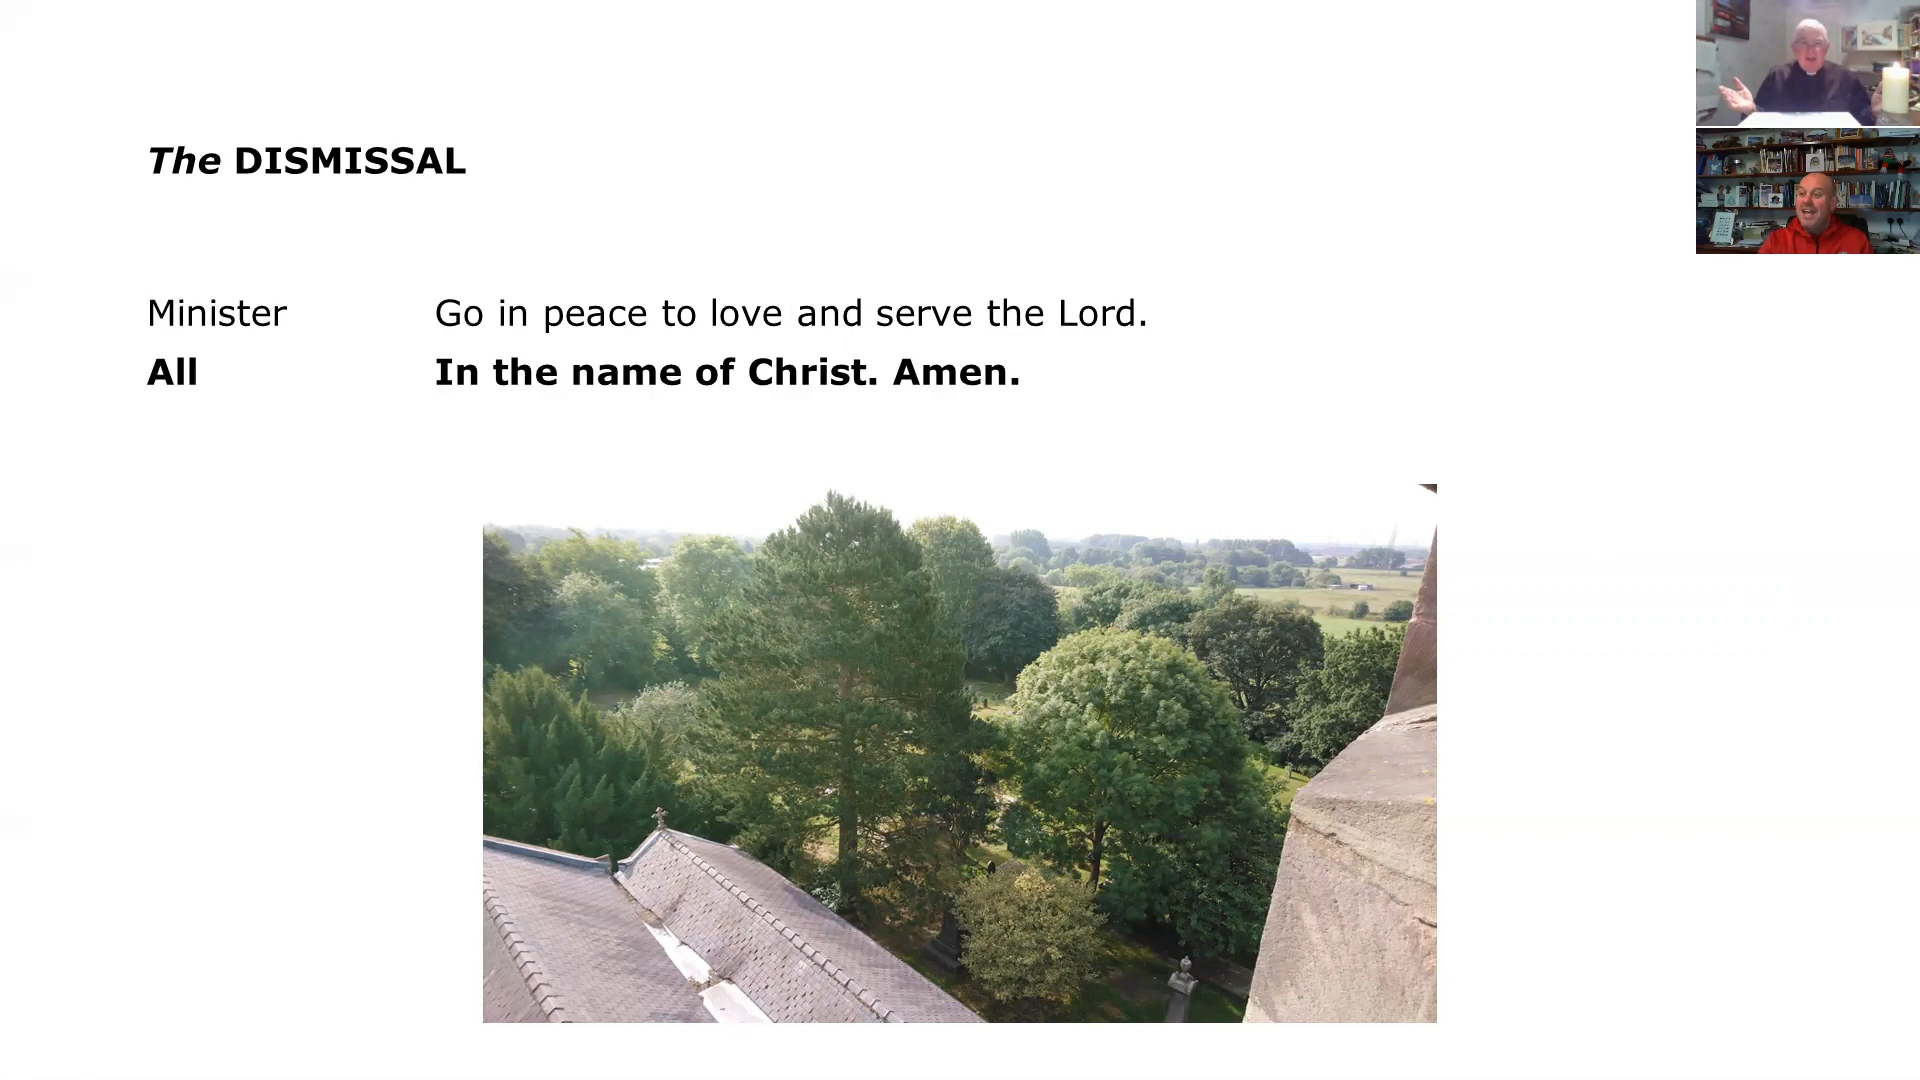 The DISMISSAL
Minister Go in peace to love and serve the Lord.
All In the name of Christ. Amen.